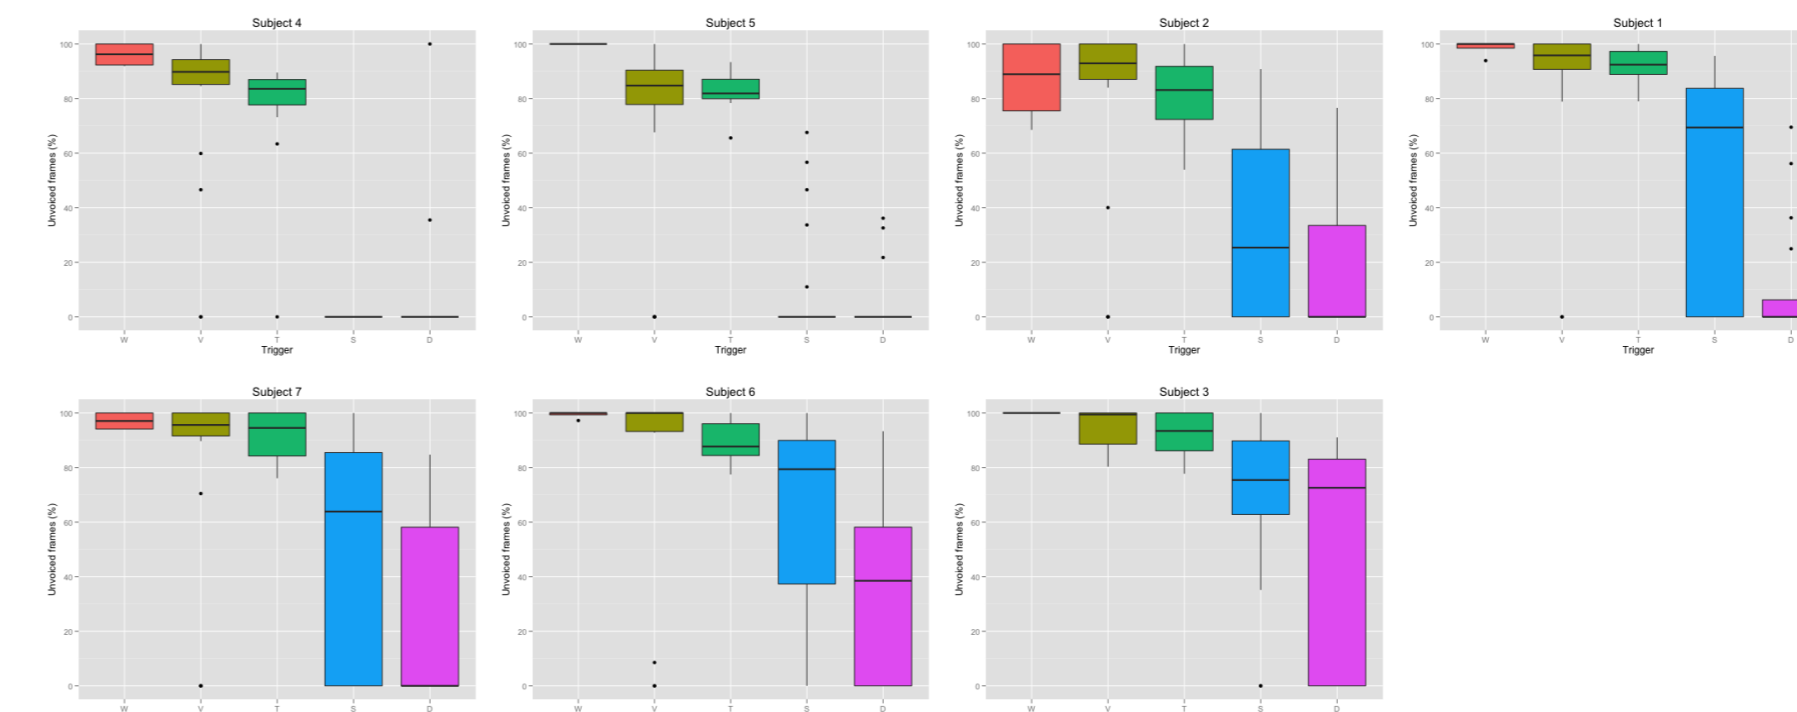 Subject 4
Subject 5
Subject 2
Subject 1
Unvoiced frames (%)
100
80
60
40
20
0
W V T S D
Trigger
Unvoiced frames (%)
100
80
60
40
20
0
W V T S D
Trigger
Unvoiced frames (%)
100
80
60
40
20
0
W V T S D
Trigger
Unvoiced frames (%)
100
80
60
40
20
0
W V T S D
Trigger
Subject 7
Subject 6
Subject 3
Unvoiced frames (%)
100
80
60
40
20
0
W V T S D
Unvoiced frames (%)
100
80
60
40
20
0
W V T S D
Unvoiced frames (%)
100
80
60
40
20
0
W V T S D